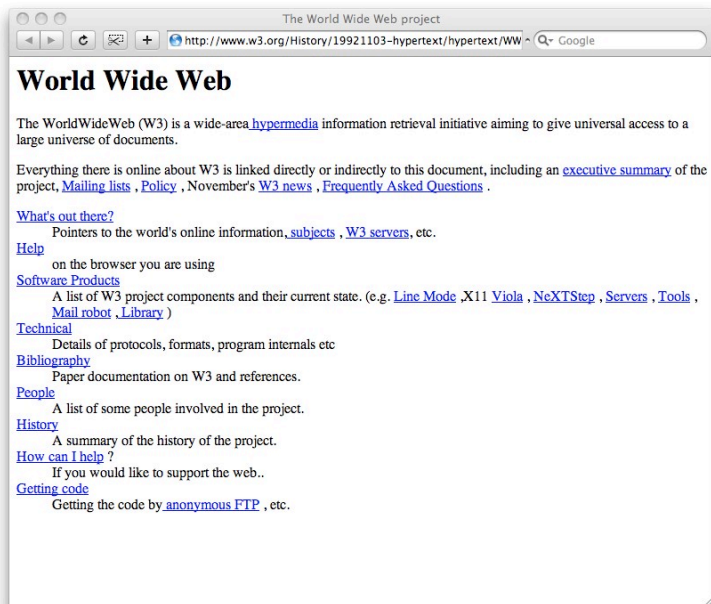 The World Wide Web project
http://www.w3.org/History/19921103-hypertext/hypertext/WW
Google
World Wide Web
The WorldWideWeb (W3) is a wide-area hypermedia information retrieval initiative aiming to give universal access to a
large universe of documents.
Everything there is online about W3 is linked directly or indirectly to this document, including an executive summary of the
project, Mailing lists , Policy , November's W3 news , Frequently Asked Questions .
What's out there?
Pointers to the world's online information, subjects , W3 servers, etc.
Help
on the browser you are using
Software Products
A list of W3 project components and their current state. (e.g. Line Mode ,X11 Viola , NeXTStep , Servers , Tools ,
Mail robot , Library )
Technical
Details of protocols, formats, program internals etc
Bibliography
Paper documentation on W3 and references.
People
A list of some people involved in the project.
History
A summary of the history of the project.
How can I help ?
If you would like to support the web..
Getting code
Getting the code by anonymous FTP , etc.